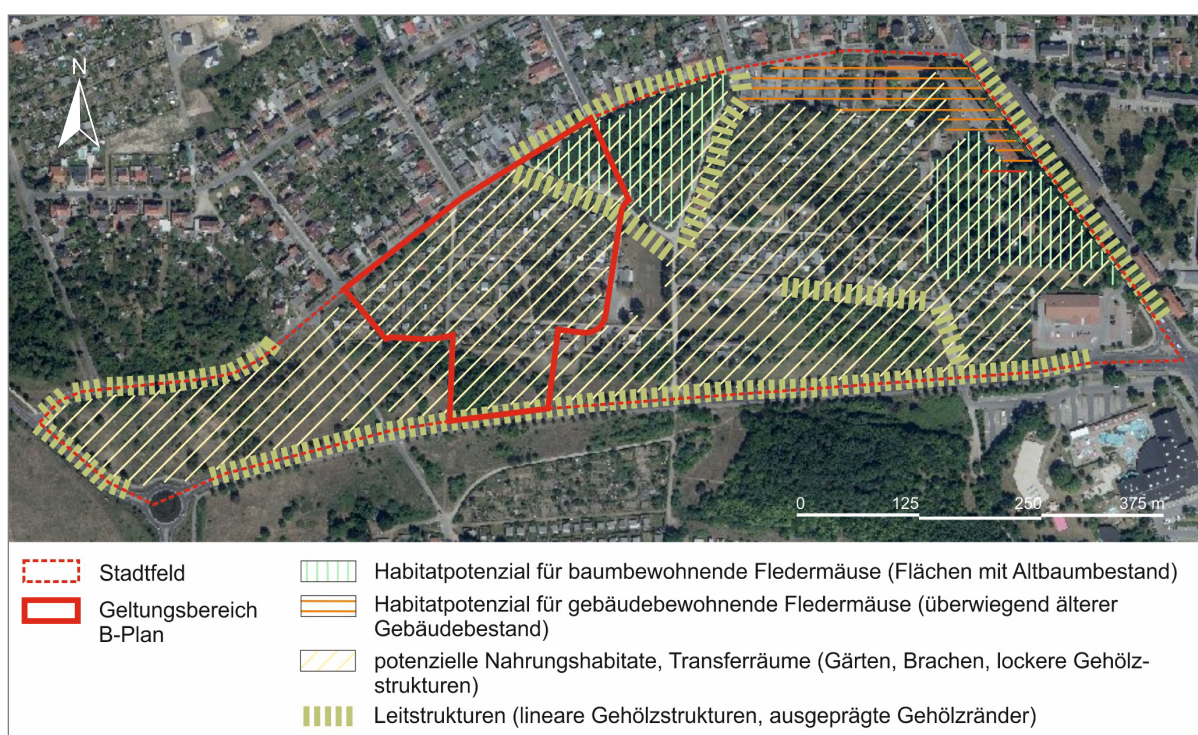 N
0 125 250 375 m
Stadtfeld
Geltungsbereich
B-Plan
Habitatpotenzial für baumbewohnende Fledermäuse (Flächen mit Altbaumbestand)
Habitatpotenzial für gebäudebewohnende Fledermäuse (überwiegend älterer
Gebäudebestand)
potenzielle Nahrungshabitate, Transferräume (Gärten, Brachen, lockere Gehölz-
strukturen)
Leitstrukturen (lineare Gehölzstrukturen, ausgeprägte Gehölzränder)